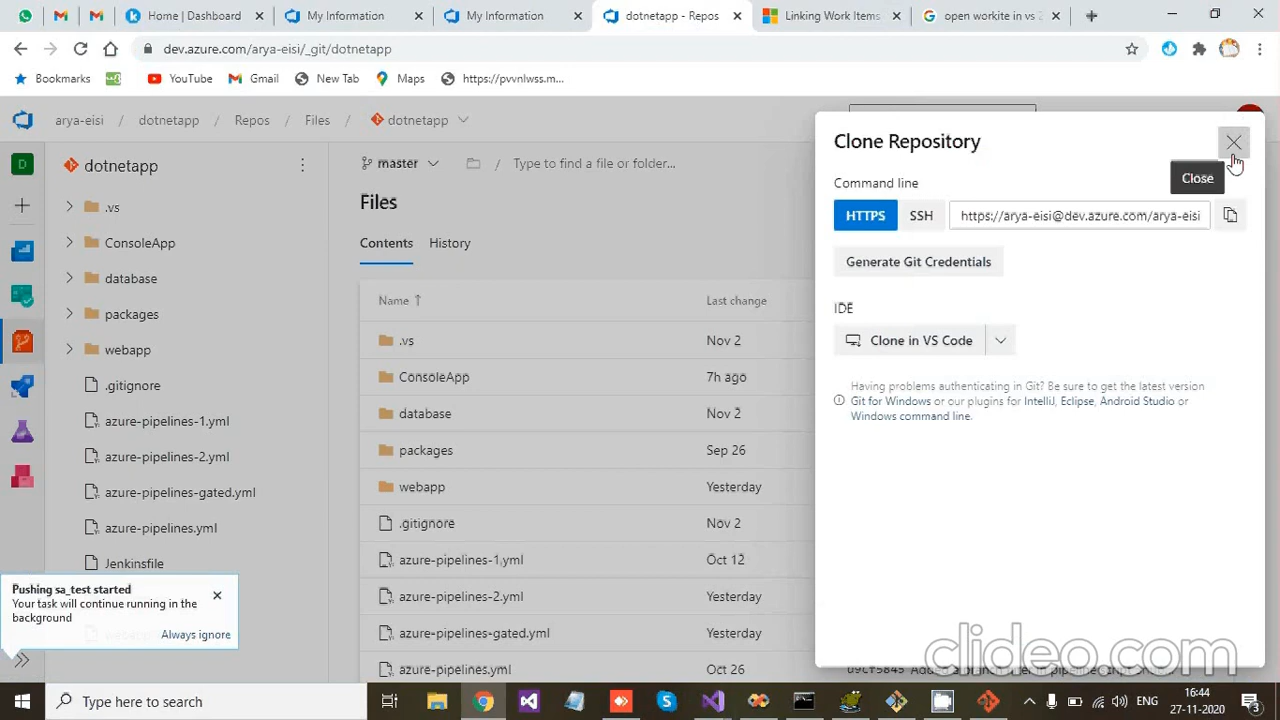 Home | Dashboard
My Information
My Information
dotnetapp - Repos
Linking Work Items
open workite in vs 2
dev.azure.com/arya-eisi/_git/dotnetapp
Bookmarks
YouTube
Gmail
New Tab
Maps
https://pvvnlwss.m...
arya-eisi / dotnetapp / Repos / Files / dotnetapp
D
dotnetapp
.vs
ConsoleApp
database
packages
webapp
.gitignore
azure-pipelines-1.yml
azure-pipelines-2.yml
azure-pipelines-gated.yml
azure-pipelines.yml
Jenkinsfile
master / Type to find a file or folder...
Files
Contents History
Name ↑ Last change
.vs Nov 2
ConsoleApp 7h ago
database Nov 2
packages Sep 26
webapp Yesterday
.gitignore Nov 2
azure-pipelines-1.yml Oct 12
azure-pipelines-2.yml Yesterday
azure-pipelines-gated.yml Yesterday
azure-pipelines.yml Oct 26
Clone Repository
Close
Command line
HTTPS SSH https://arya-eisi@dev.azure.com/arya-eisi
Generate Git Credentials
IDE
Clone in VS Code
Having problems authenticating in Git? Be sure to get the latest version
Git for Windows or our plugins for IntelliJ, Eclipse, Android Studio or
Windows command line.
Pushing sa_test started
Your task will continue running in the
background
Always ignore
clideo.com
Type here to search
ENG
16:44
27-11-2020
3